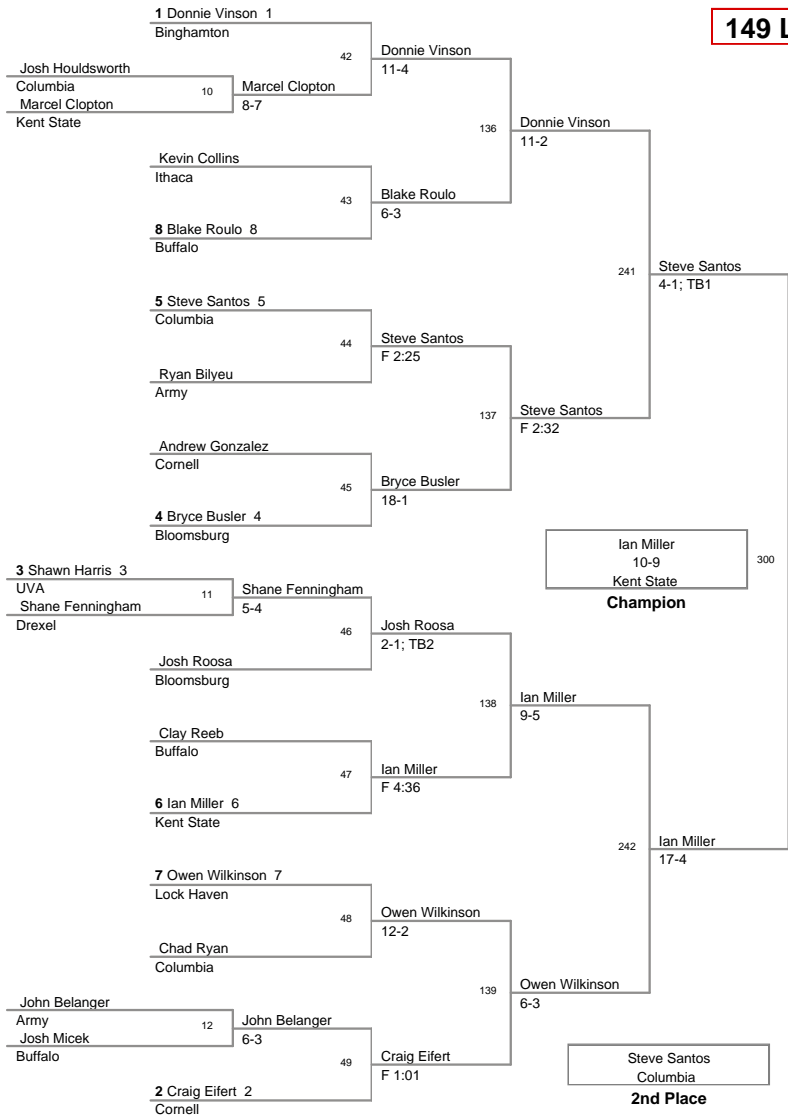 149 L
1 Donnie Vinson 1
Binghamton
42
Donnie Vinson
11-4
Josh Houldsworth
Columbia
10
Marcel Clopton
8-7
Marcel Clopton
Kent State
136
Donnie Vinson
11-2
Kevin Collins
Ithaca
43
Blake Roulo
6-3
8 Blake Roulo 8
Buffalo
241
Steve Santos
4-1; TB1
5 Steve Santos 5
Columbia
44
Steve Santos
F 2:25
Ryan Bilyeu
Army
137
Steve Santos
F 2:32
Andrew Gonzalez
Cornell
45
Bryce Busler
18-1
4 Bryce Busler 4
Bloomsburg
Ian Miller
10-9
Kent State
300
Champion
3 Shawn Harris 3
UVA
11
Shane Fenningham
5-4
Shane Fenningham
Drexel
46
Josh Roosa
2-1; TB2
Josh Roosa
Bloomsburg
138
Ian Miller
9-5
Clay Reeb
Buffalo
47
Ian Miller
F 4:36
6 Ian Miller 6
Kent State
242
Ian Miller
17-4
7 Owen Wilkinson 7
Lock Haven
48
Owen Wilkinson
12-2
Chad Ryan
Columbia
139
Owen Wilkinson
6-3
John Belanger
Army
12
John Belanger
6-3
Josh Micek
Buffalo
49
Craig Eifert
F 1:01
2 Craig Eifert 2
Cornell
Steve Santos
Columbia
2nd Place